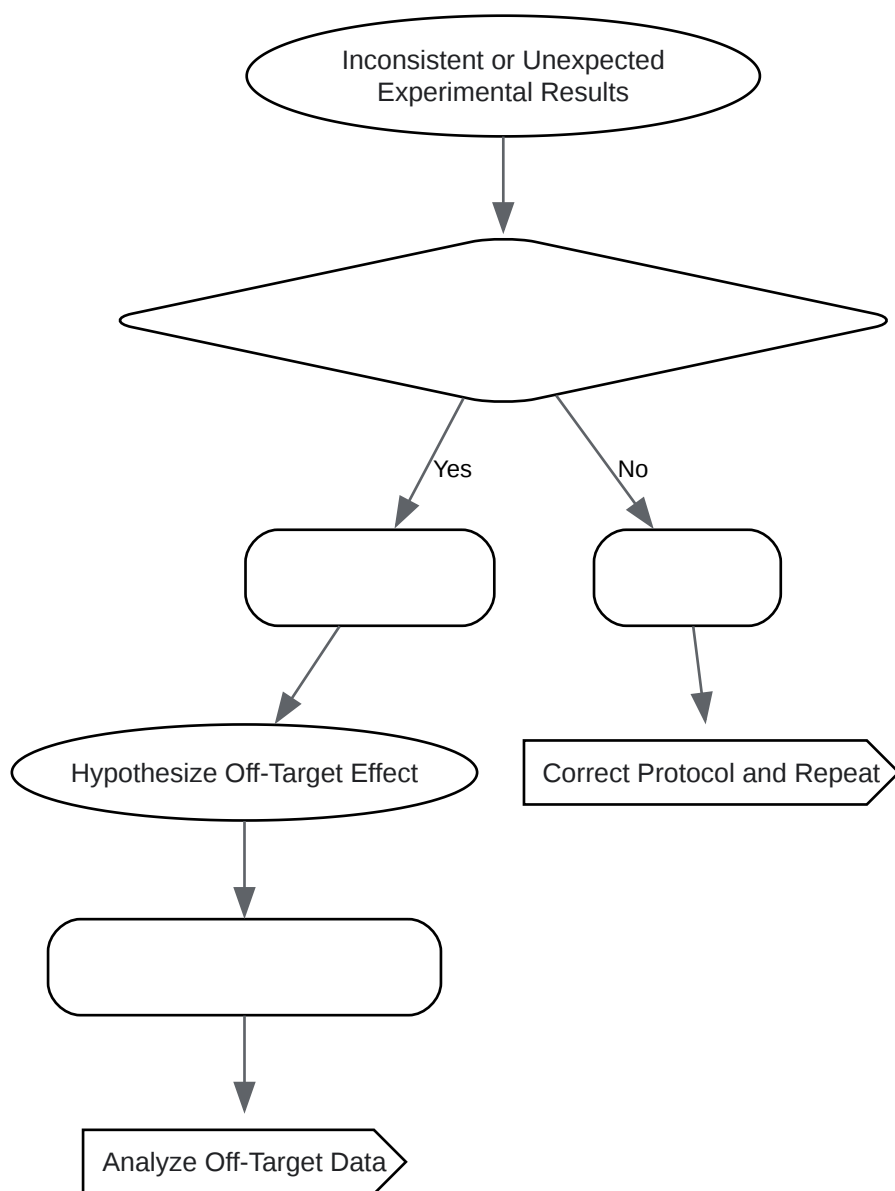 Inconsistent or Unexpected
Experimental Results
Yes
No
Hypothesize Off-Target Effect
Correct Protocol and Repeat
Analyze Off-Target Data